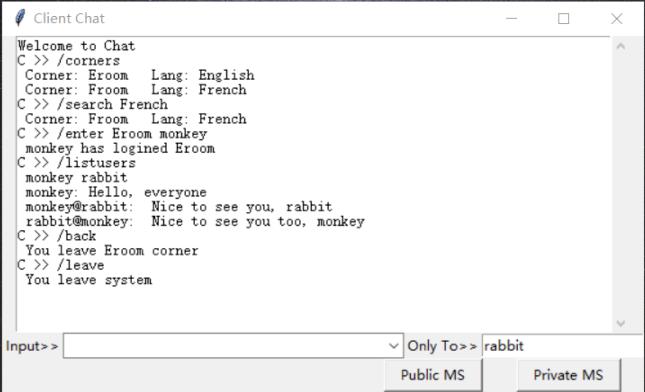 Client Chat
Welcome to Chat
C >> /corners
Corner: Eroom   Lang: English
Corner: Froom   Lang: French
C >> /search French
Corner: Froom   Lang: French
C >> /enter Eroom monkey
monkey has logined Eroom
C >> /listusers
monkey rabbit
monkey: Hello, everyone
monkey@rabbit:  Nice to see you, rabbit
rabbit@monkey:  Nice to see you too, monkey
C >> /back
You leave Eroom corner
C >> /leave
You leave system
Input>> Only To>> rabbit
Public MS Private MS